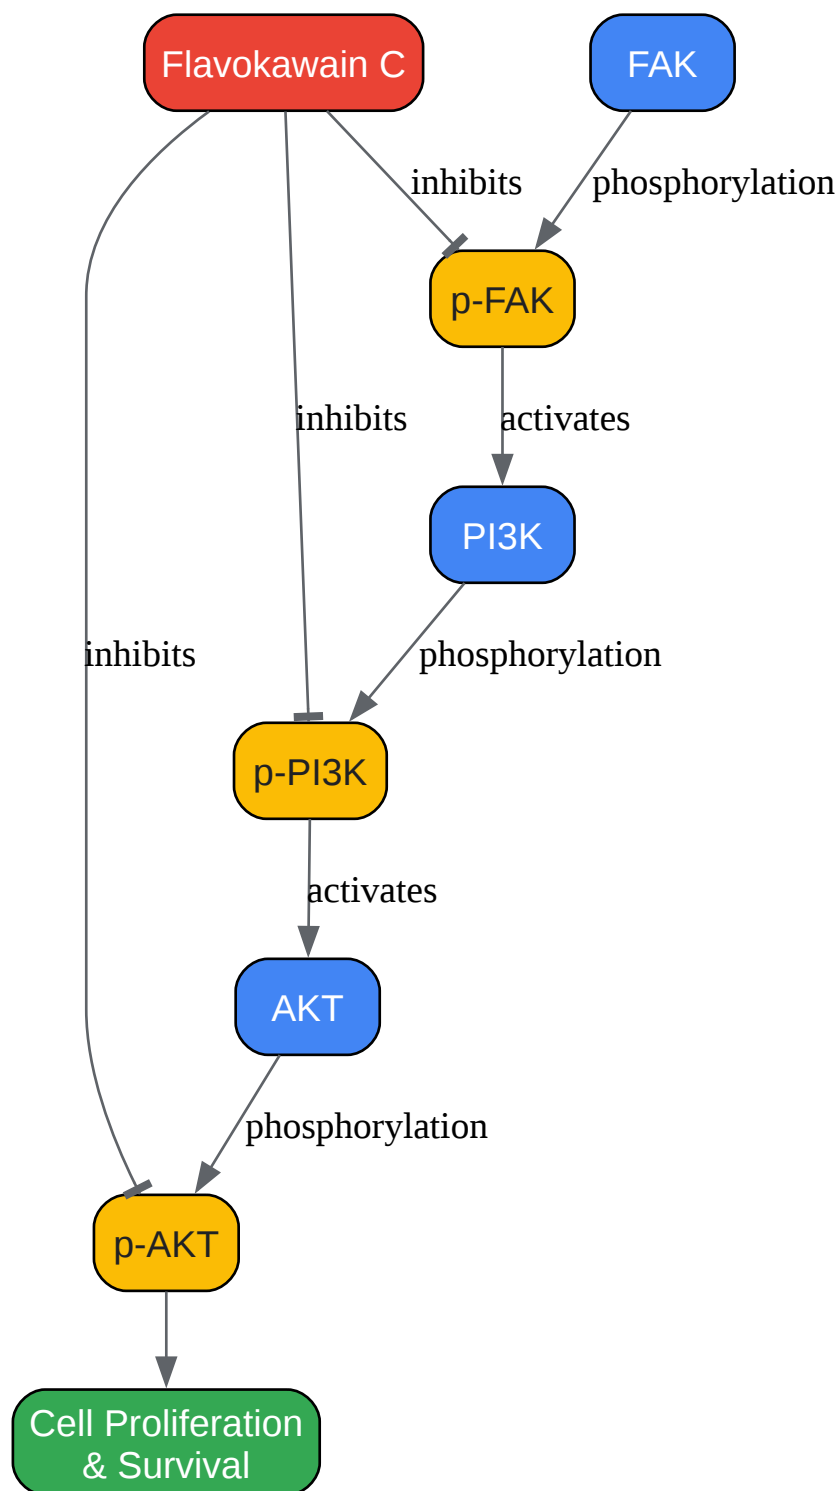 Flavokawain C
FAK
inhibits
phosphorylation
p-FAK
inhibits
activates
PI3K
inhibits
phosphorylation
p-PI3K
activates
AKT
phosphorylation
p-AKT
Cell Proliferation
& Survival